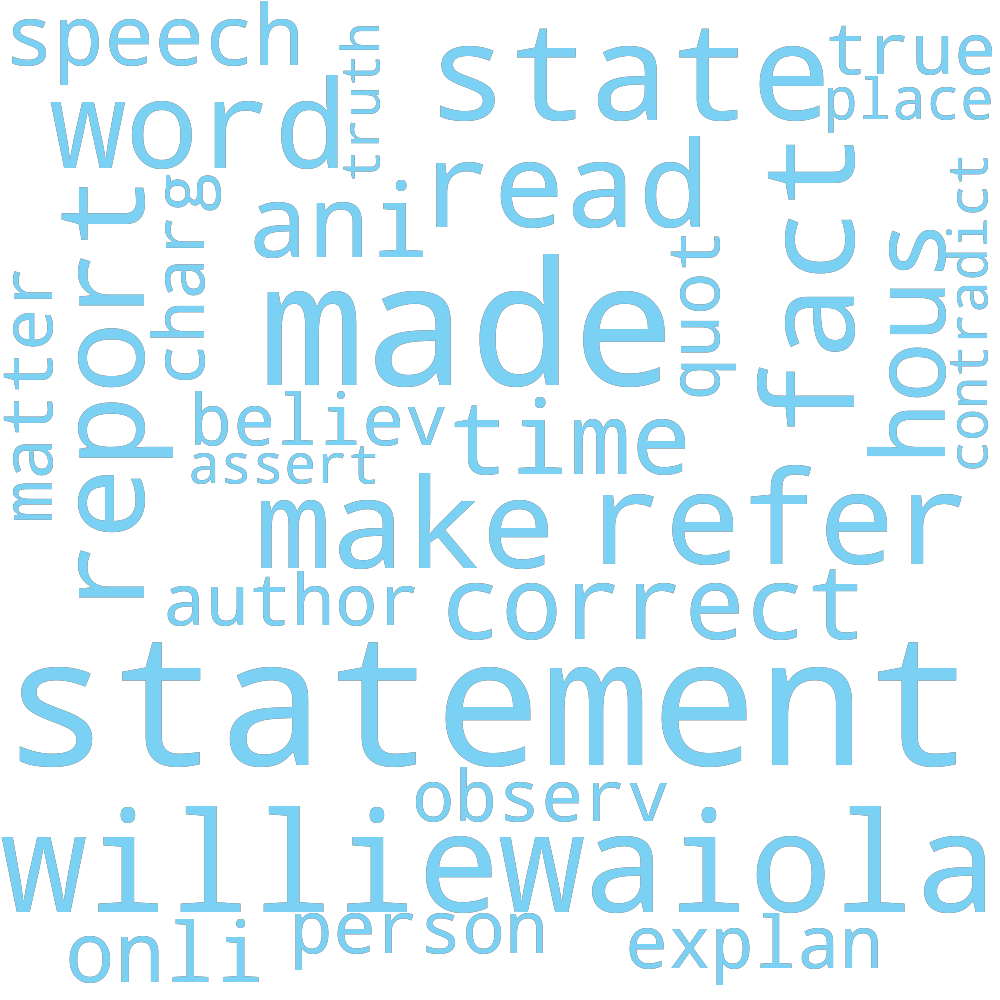 speech
state
true
place
truth
word
read
fact
contradict
charg
ani
report
hous
quot
made
matter
believ
time
assert
make
refer
author
correct
statement
observ
williewaiola
person
onli
explan